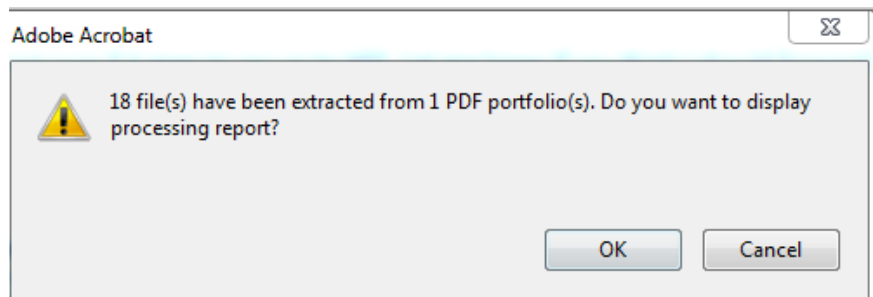 Adobe Acrobat
18 file(s) have been extracted from 1 PDF portfolio(s). Do you want to display
processing report?
OK
Cancel